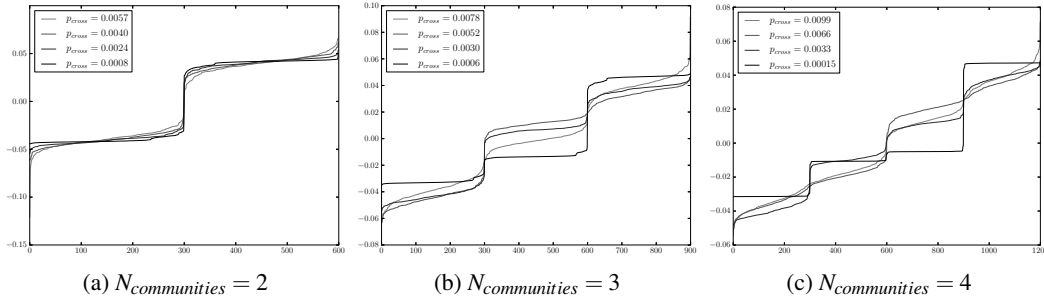 p_cross = 0.0057
p_cross = 0.0040
p_cross = 0.0024
p_cross = 0.0008
0.05
0.00
−0.05
−0.10
−0.15
0 100 200 300 400 500 600
(a) N_communities = 2
0.10
0.08
0.06
0.04
0.02
0.00
−0.02
−0.04
−0.06
0.08
p_cross = 0.0078
p_cross = 0.0052
p_cross = 0.0030
p_cross = 0.0006
0 100 200 300 400 500 600 700 800 900
(b) N_communities = 3
0.08
0.06
0.04
0.02
0.00
−0.02
−0.04
−0.06
p_cross = 0.0099
p_cross = 0.0066
p_cross = 0.0033
p_cross = 0.00015
0 200 400 600 800 1000 1200
(c) N_communities = 4